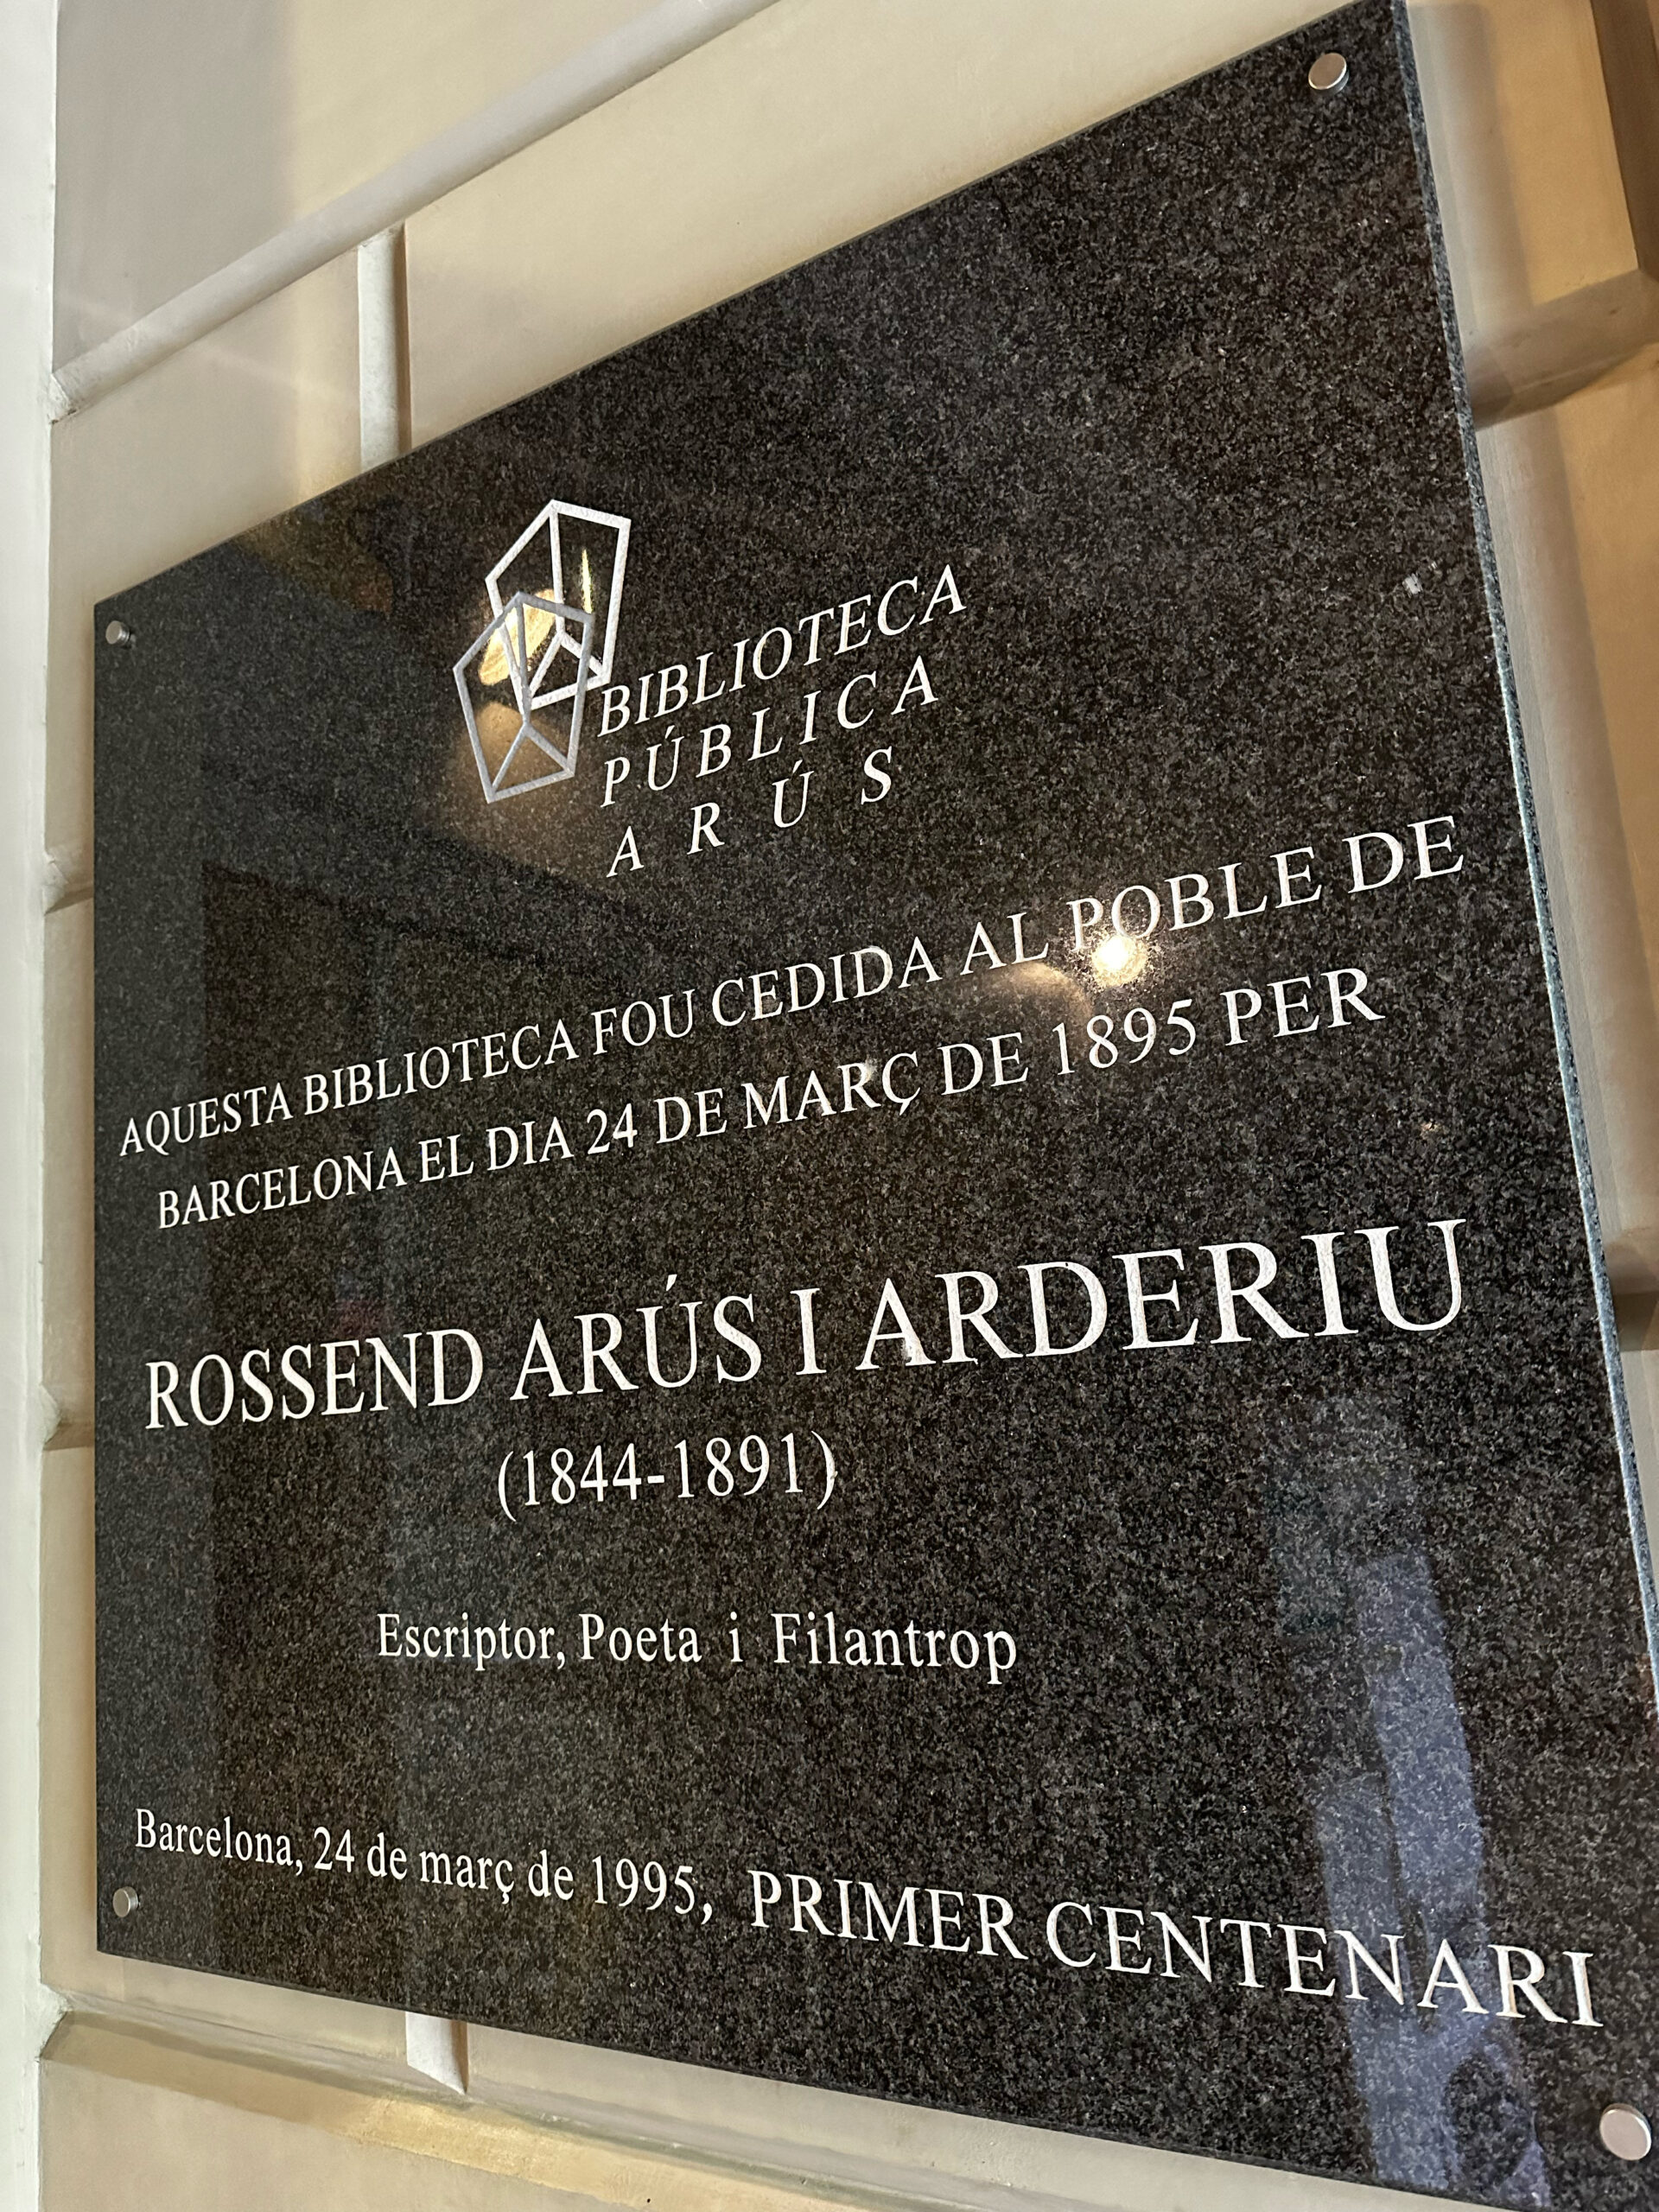 BIBLIOTECA
PÚBLICA
ARÚS
AQUESTA BIBLIOTECA FOU CEDIDA AL POBLE DE
BARCELONA EL DIA 24 DE MARÇ DE 1895 PER
ROSSEND ARÚS I ARDERIU
(1844-1891)
Escriptor, Poeta i Filantrop
Barcelona, 24 de març de 1995, PRIMER CENTENARI